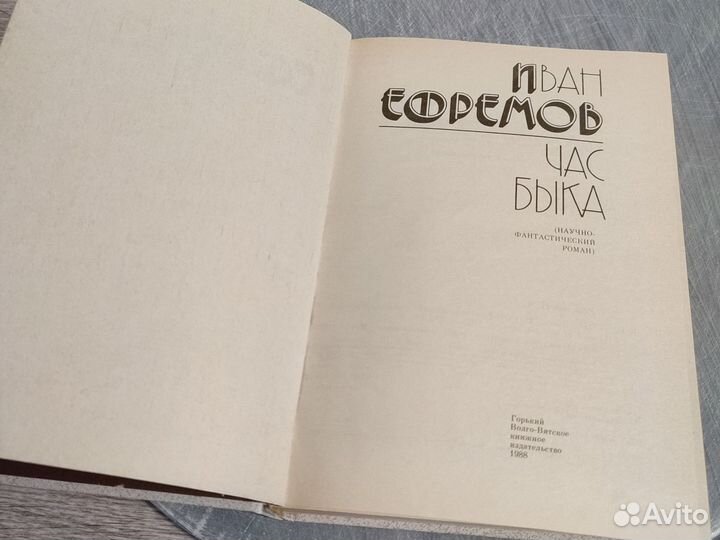 Иван
ЕФРЕМОВ
ЧАС
БЫКА
(НАУЧНО-
ФАНТАСТИЧЕСКИЙ
РОМАН)
Горький
Волго-Вятское
книжное
издательство
1988
Avito